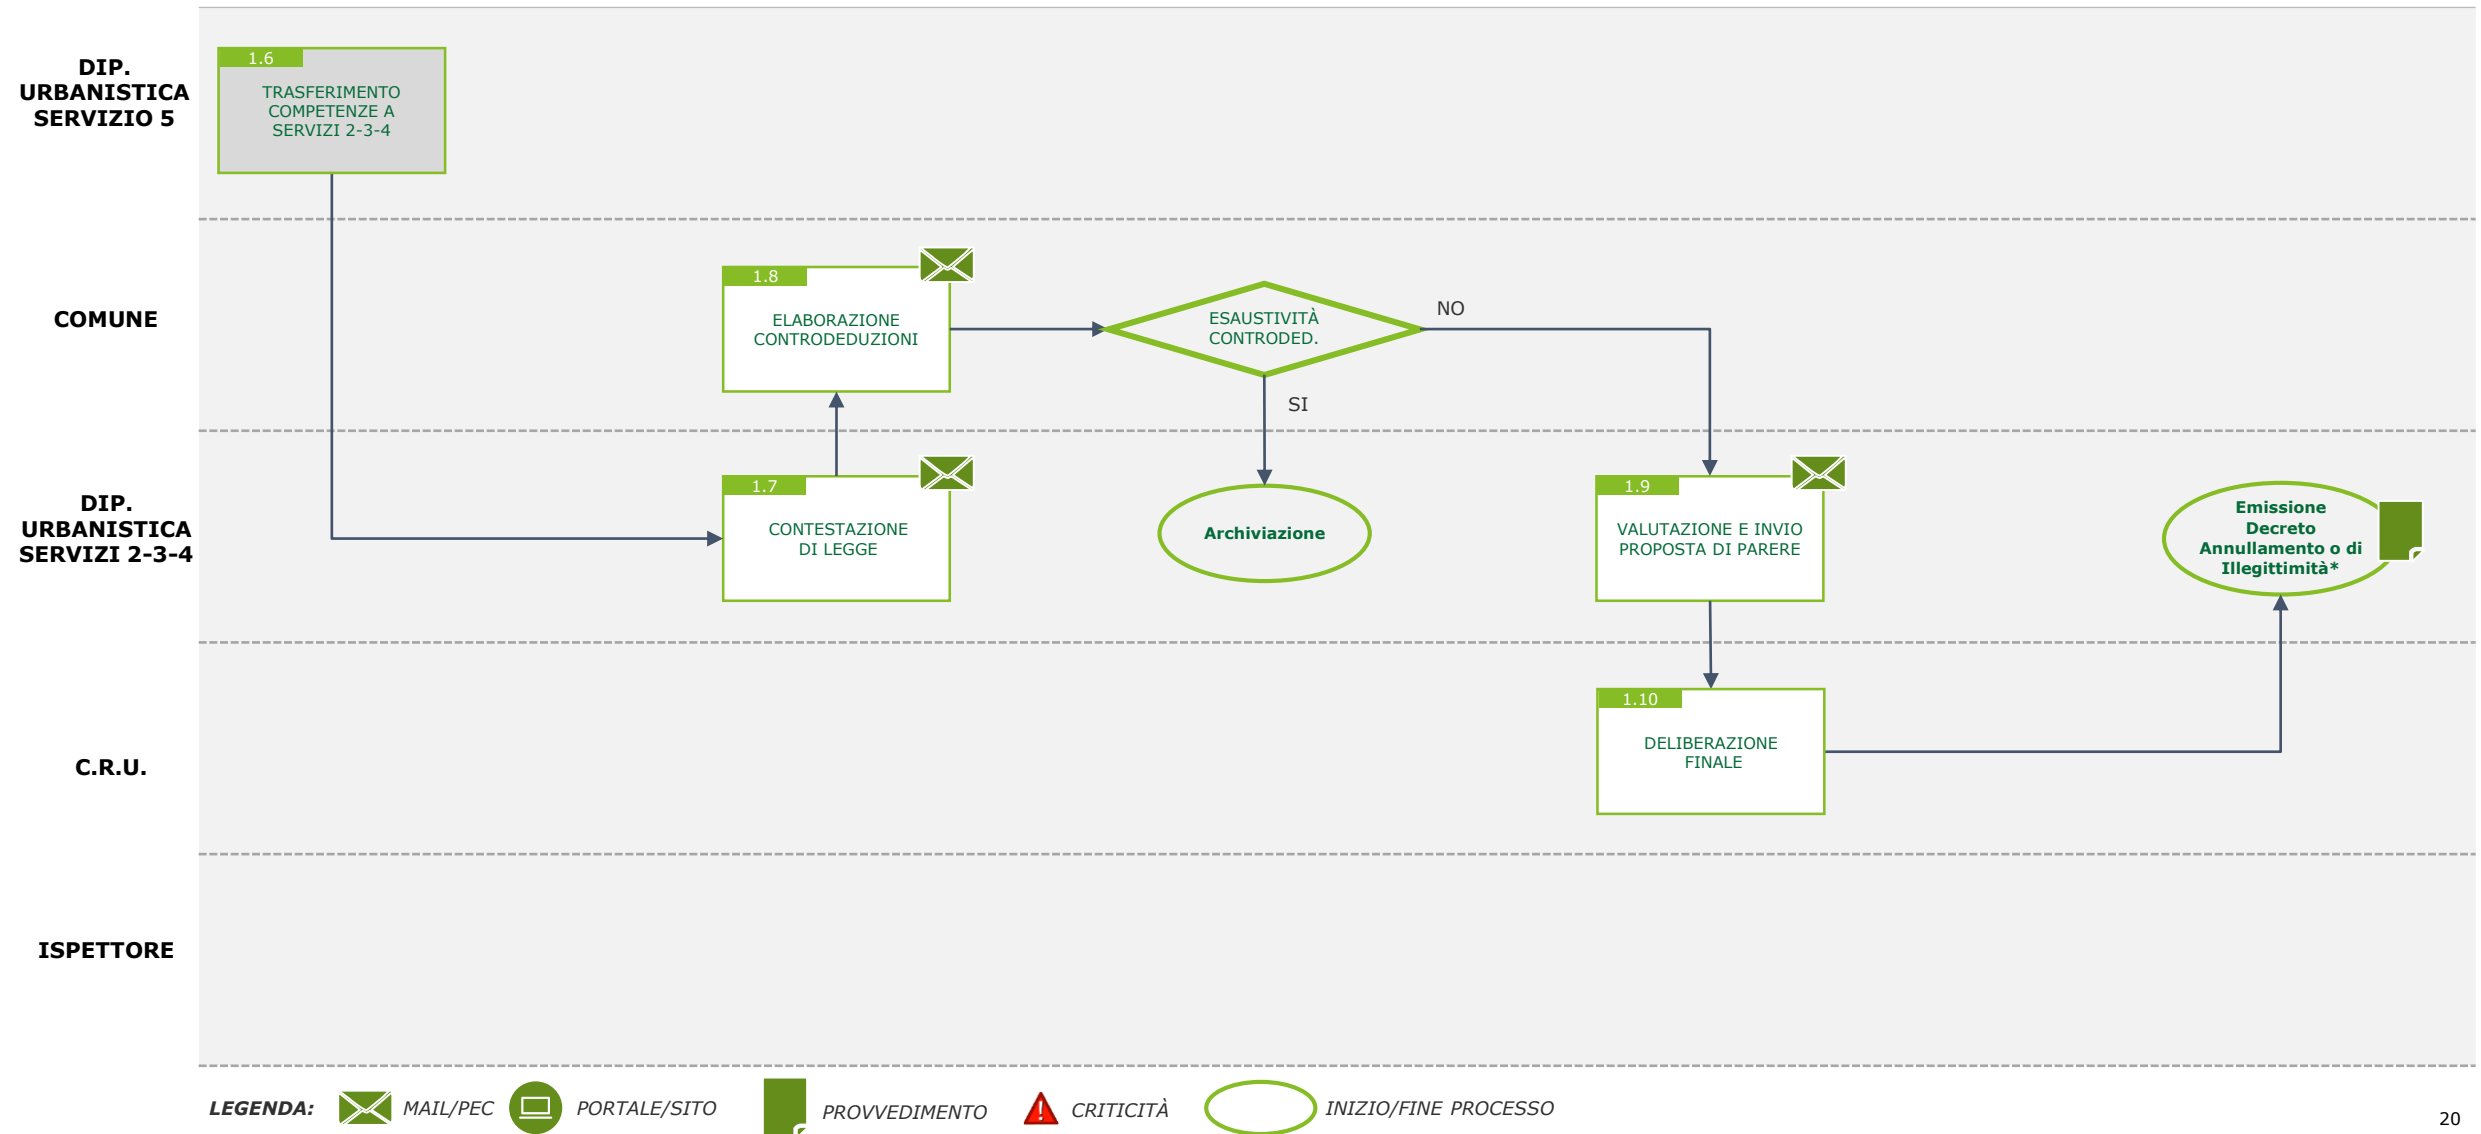 DIP.
URBANISTICA
SERVIZIO 5
1.6
TRASFERIMENTO
COMPETENZE A
SERVIZI 2-3-4
COMUNE
1.8
ELABORAZIONE
CONTRODEDUZIONI
ESAUSTIVITÀ
CONTRODED.
NO
SI
DIP.
URBANISTICA
SERVIZI 2-3-4
1.7
CONTESTAZIONE
DI LEGGE
Archiviazione
1.9
VALUTAZIONE E INVIO
PROPOSTA DI PARERE
Emissione
Decreto
Annullamento o di
Illegittimità*
C.R.U.
1.10
DELIBERAZIONE
FINALE
ISPETTORE
LEGENDA:
MAIL/PEC
PORTALE/SITO
PROVVEDIMENTO
CRITICITÀ
INIZIO/FINE PROCESSO
20